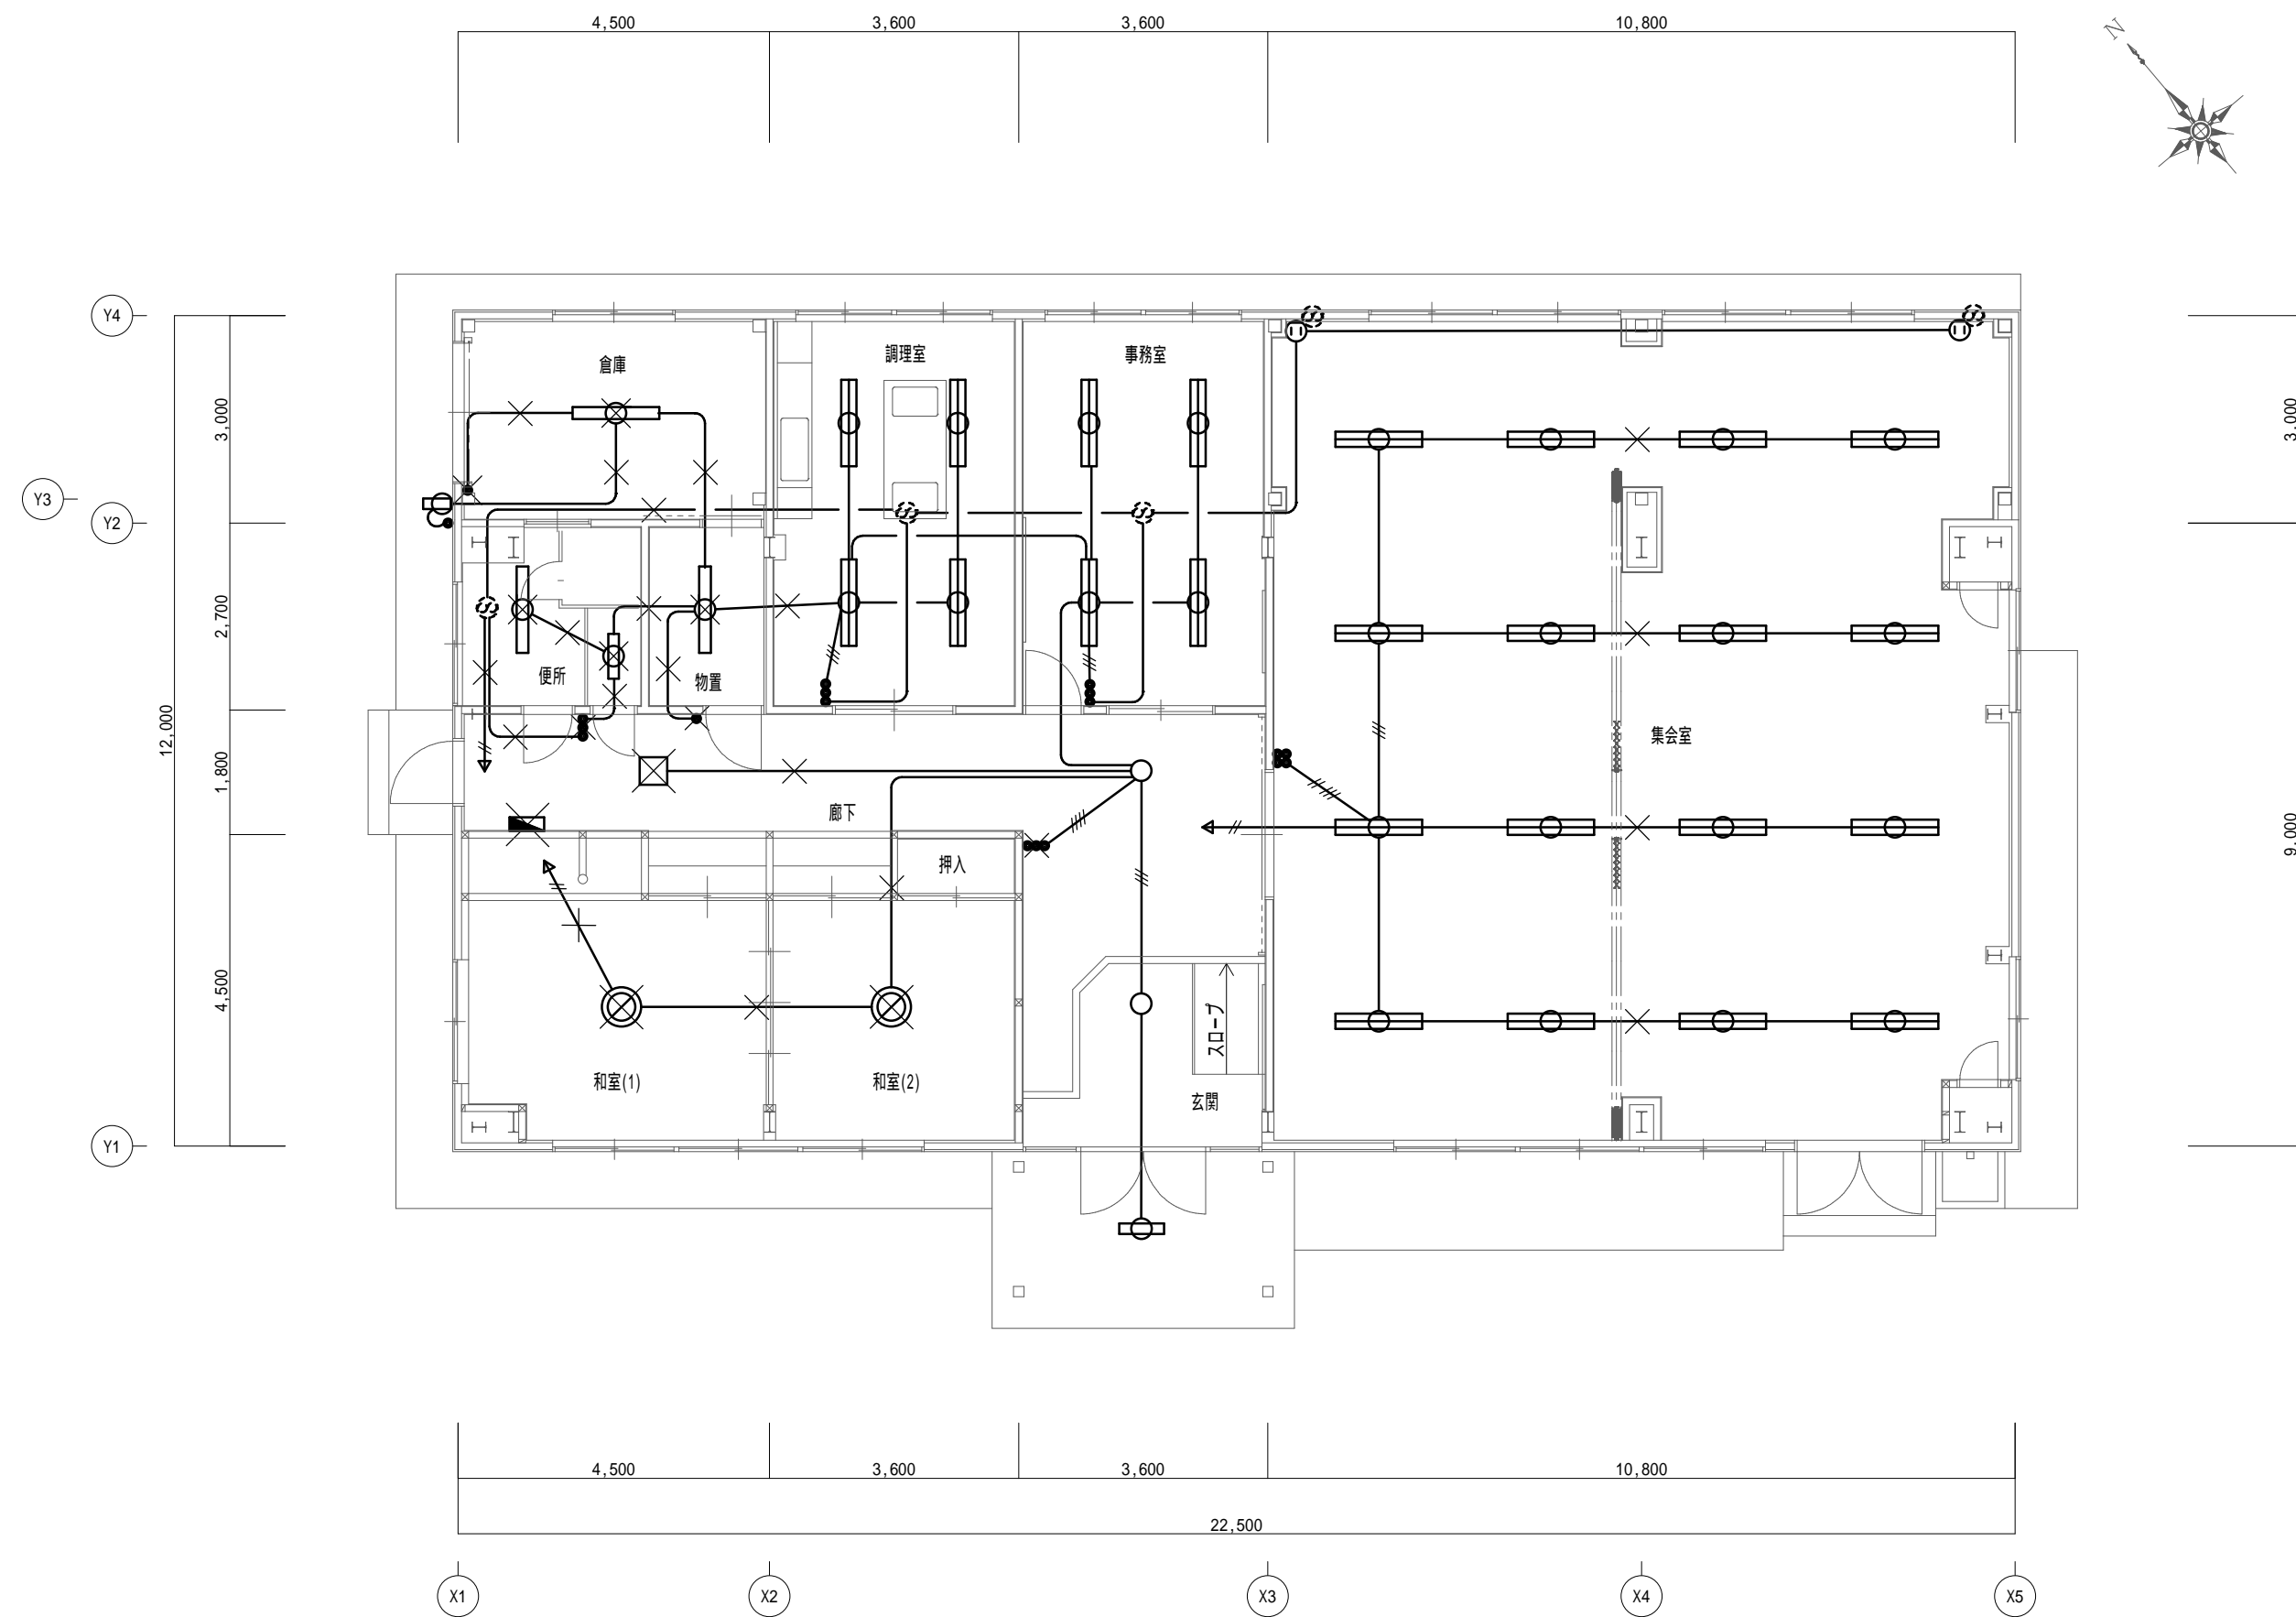 4,500
3,600
3,600
10,800
N
Y4
倉庫
調理室
事務室
3,000
3,000
Y3
Y2
2,700
便所
物置
12,000
集会室
1,800
廊下
9,000
押入
4,500
スロープ
和室(1)
和室(2)
玄関
Y1
4,500
3,600
3,600
10,800
22,500
X1
X2
X3
X4
X5